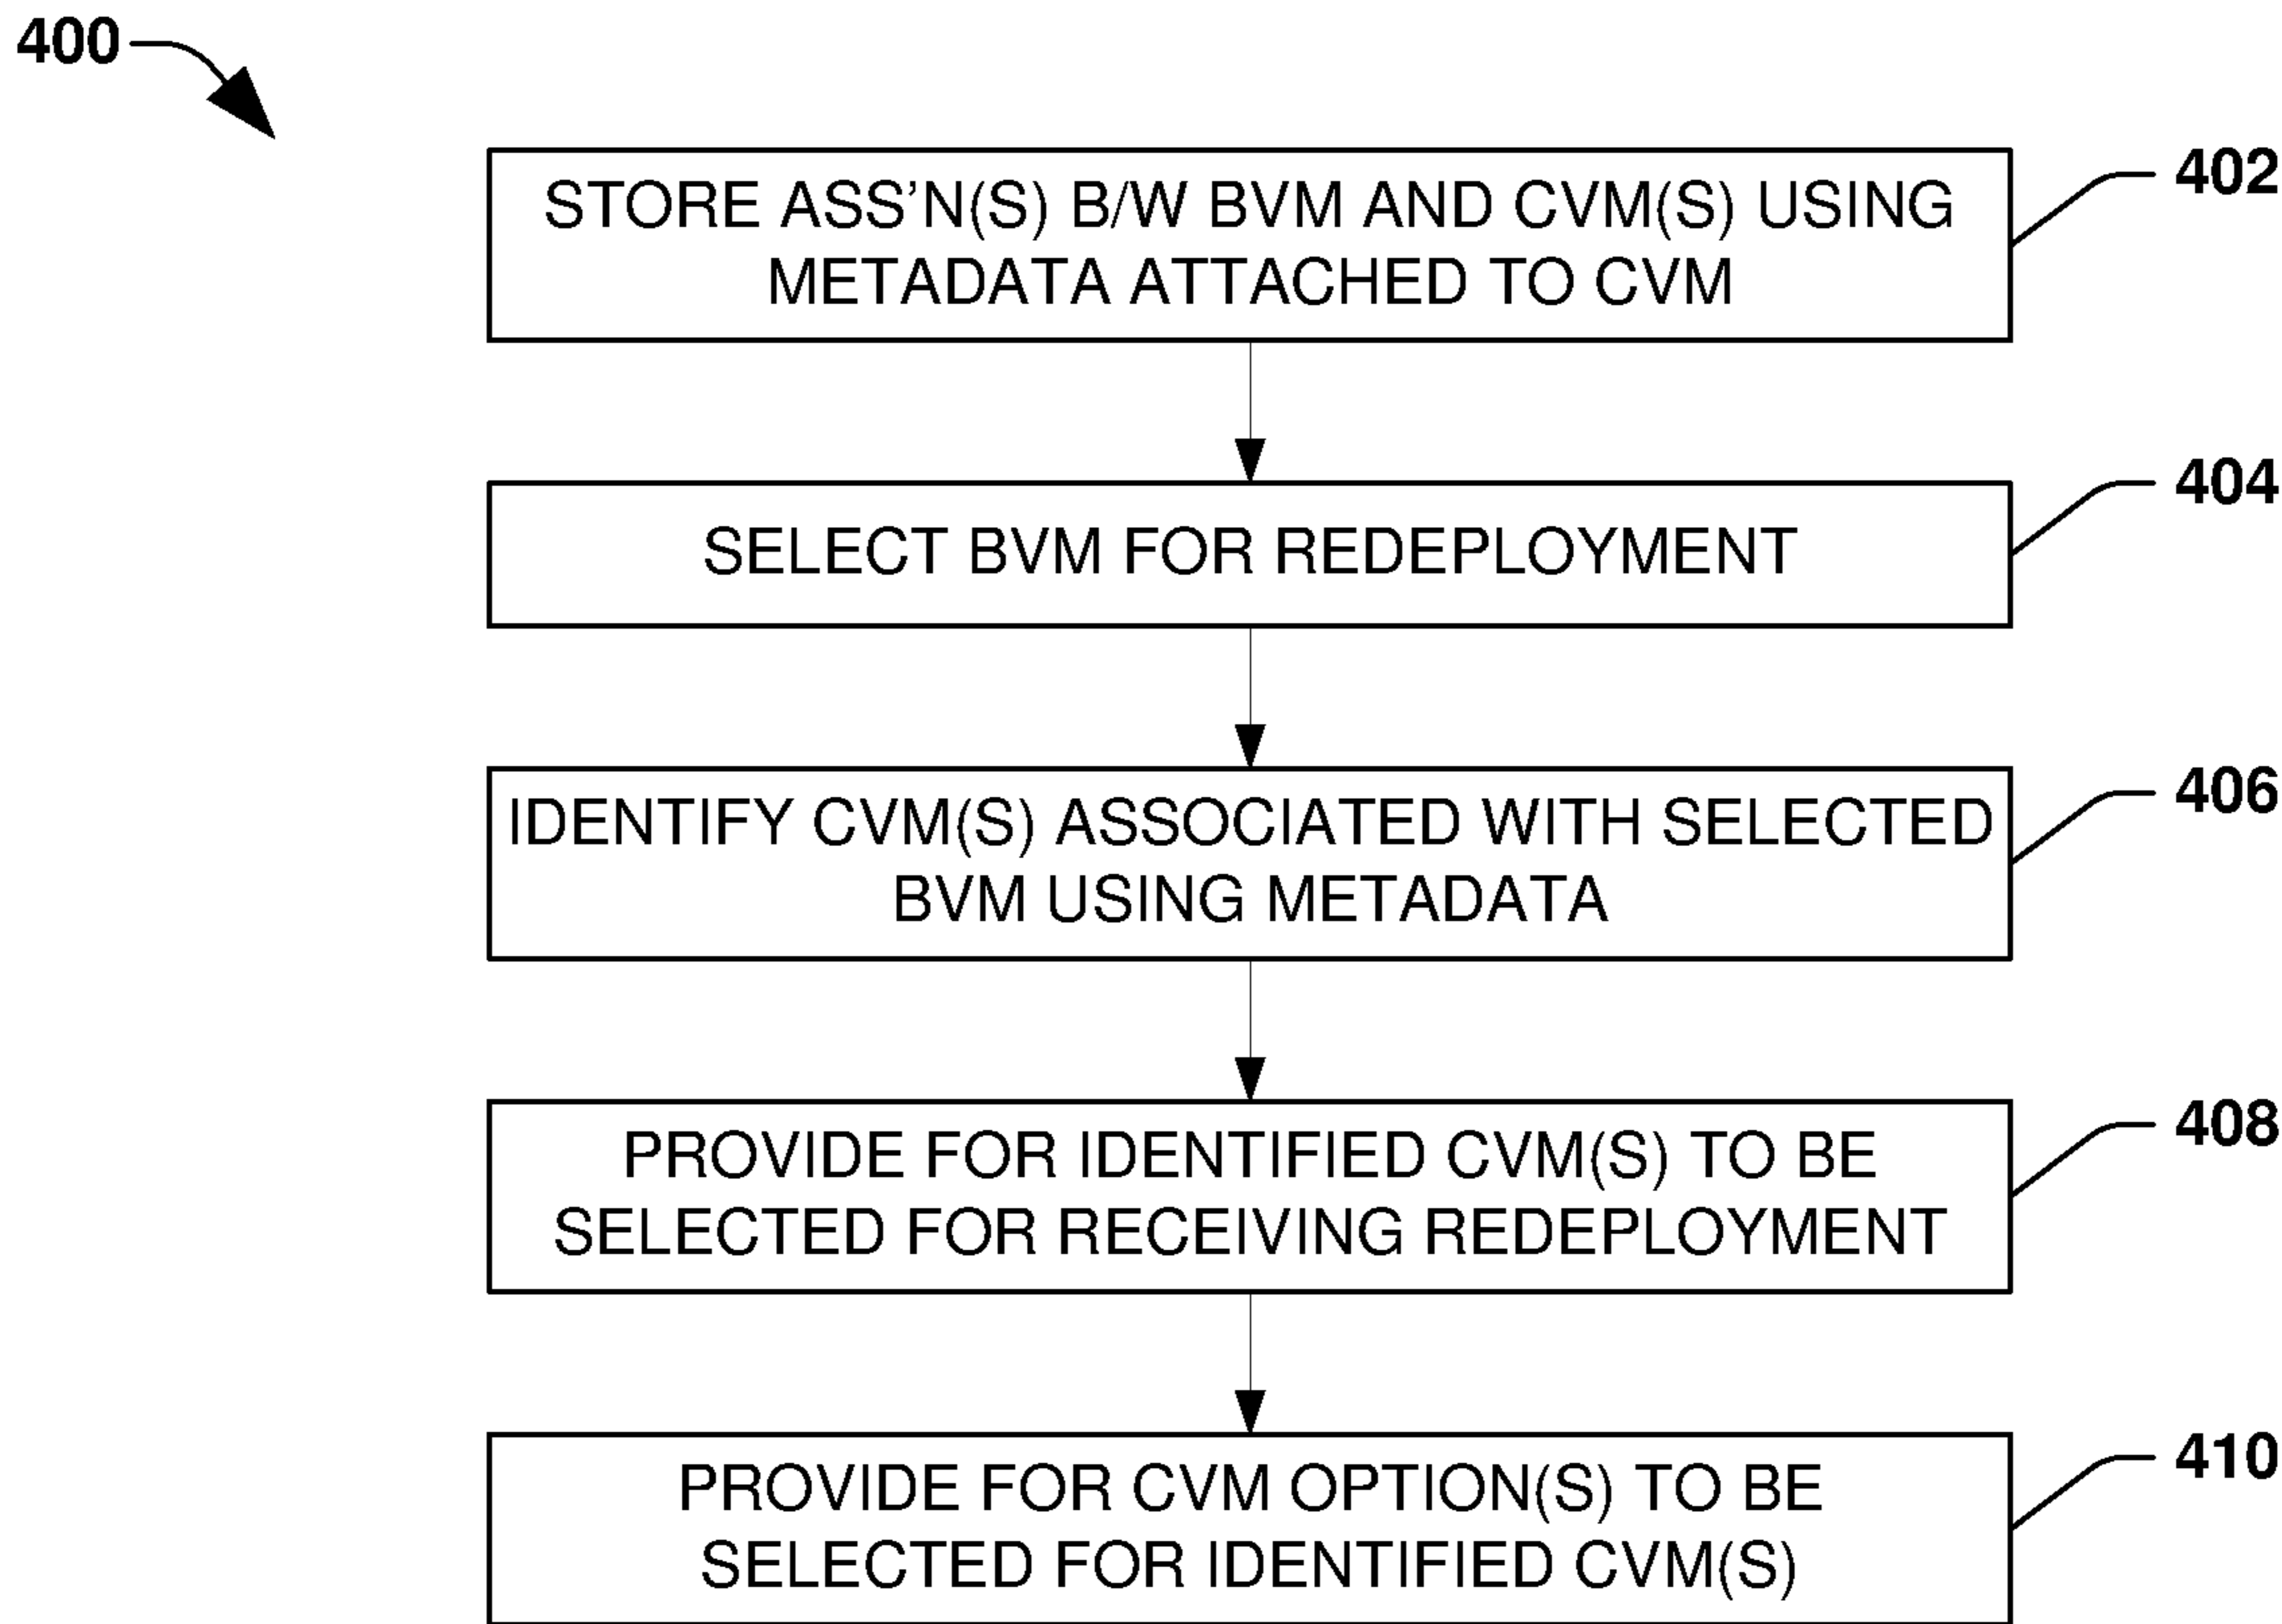 400
STORE ASS'N(S) B/W BVM AND CVM(S) USING
METADATA ATTACHED TO CVM
402
SELECT BVM FOR REDEPLOYMENT
404
IDENTIFY CVM(S) ASSOCIATED WITH SELECTED
BVM USING METADATA
406
PROVIDE FOR IDENTIFIED CVM(S) TO BE
SELECTED FOR RECEIVING REDEPLOYMENT
408
PROVIDE FOR CVM OPTION(S) TO BE
SELECTED FOR IDENTIFIED CVM(S)
410